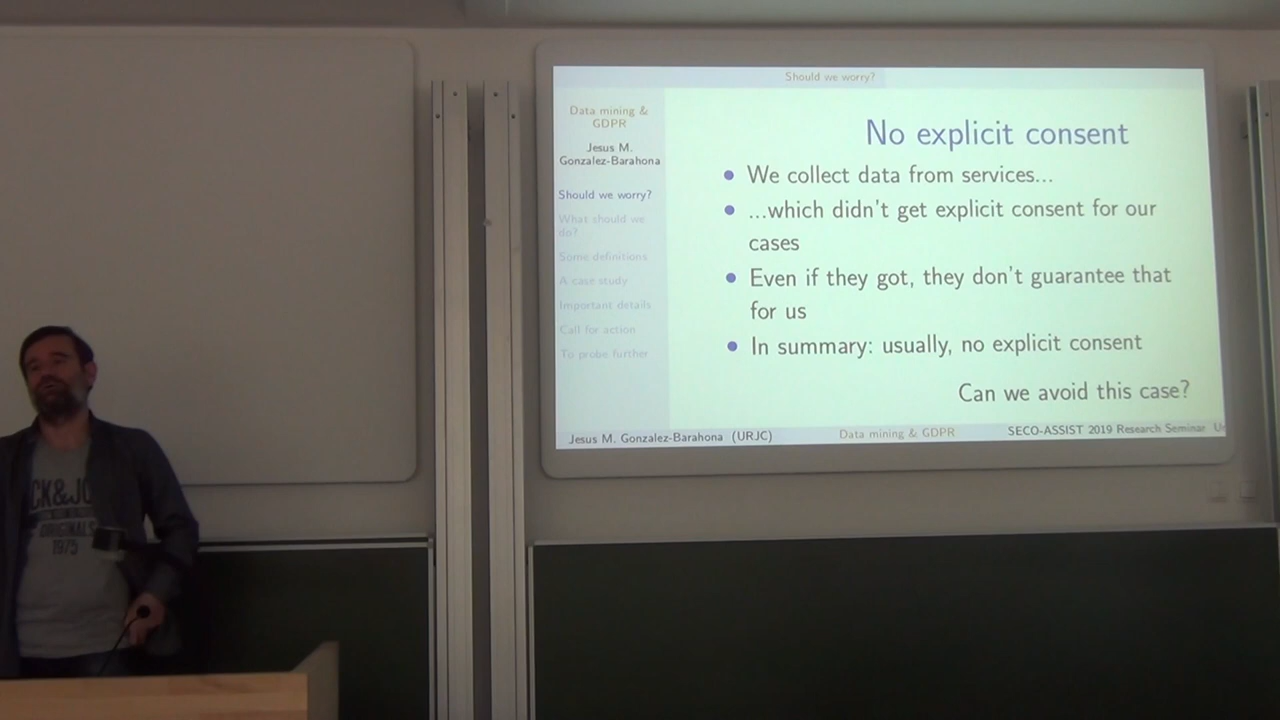 Should we worry?
Data mining &
GDPR
Jesus M.
Gonzalez-Barahona
Should we worry?
What should we
do?
Some definitions
A case study
Important details
Call for action
To probe further
No explicit consent
We collect data from services...
...which didn't get explicit consent for our
cases
Even if they got, they don't guarantee that
for us
In summary: usually, no explicit consent
Can we avoid this case?
Jesus M. Gonzalez-Barahona (URJC)
Data mining & GDPR
SECO-ASSIST 2019 Research Seminar
CK&JO
ORIGINALS
1975